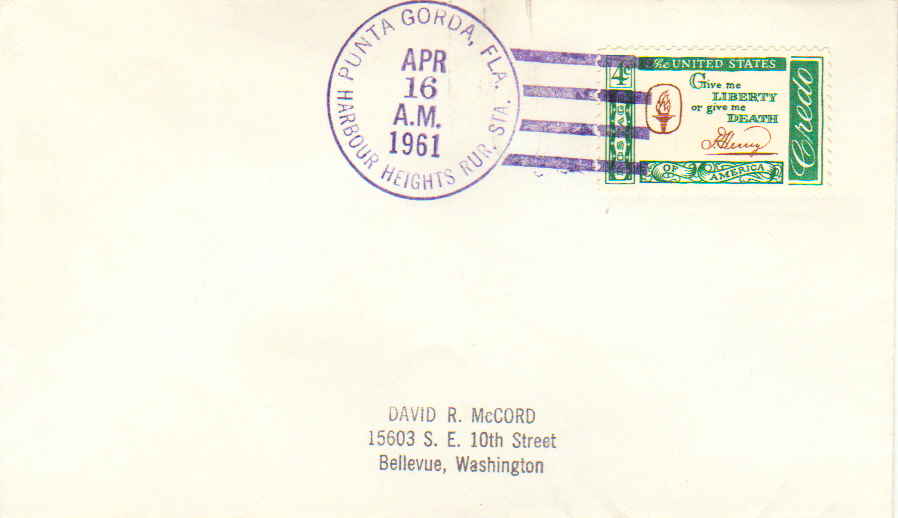 PUNTA GORDA, FLA.
APR
16
A.M.
1961
HARBOUR HEIGHTS RUR. STA.
4¢
The UNITED STATES
Give me
LIBERTY
or give me
DEATH
P Henry
OF AMERICA
Credo
DAVID R. McCORD
15603 S. E. 10th Street
Bellevue, Washington